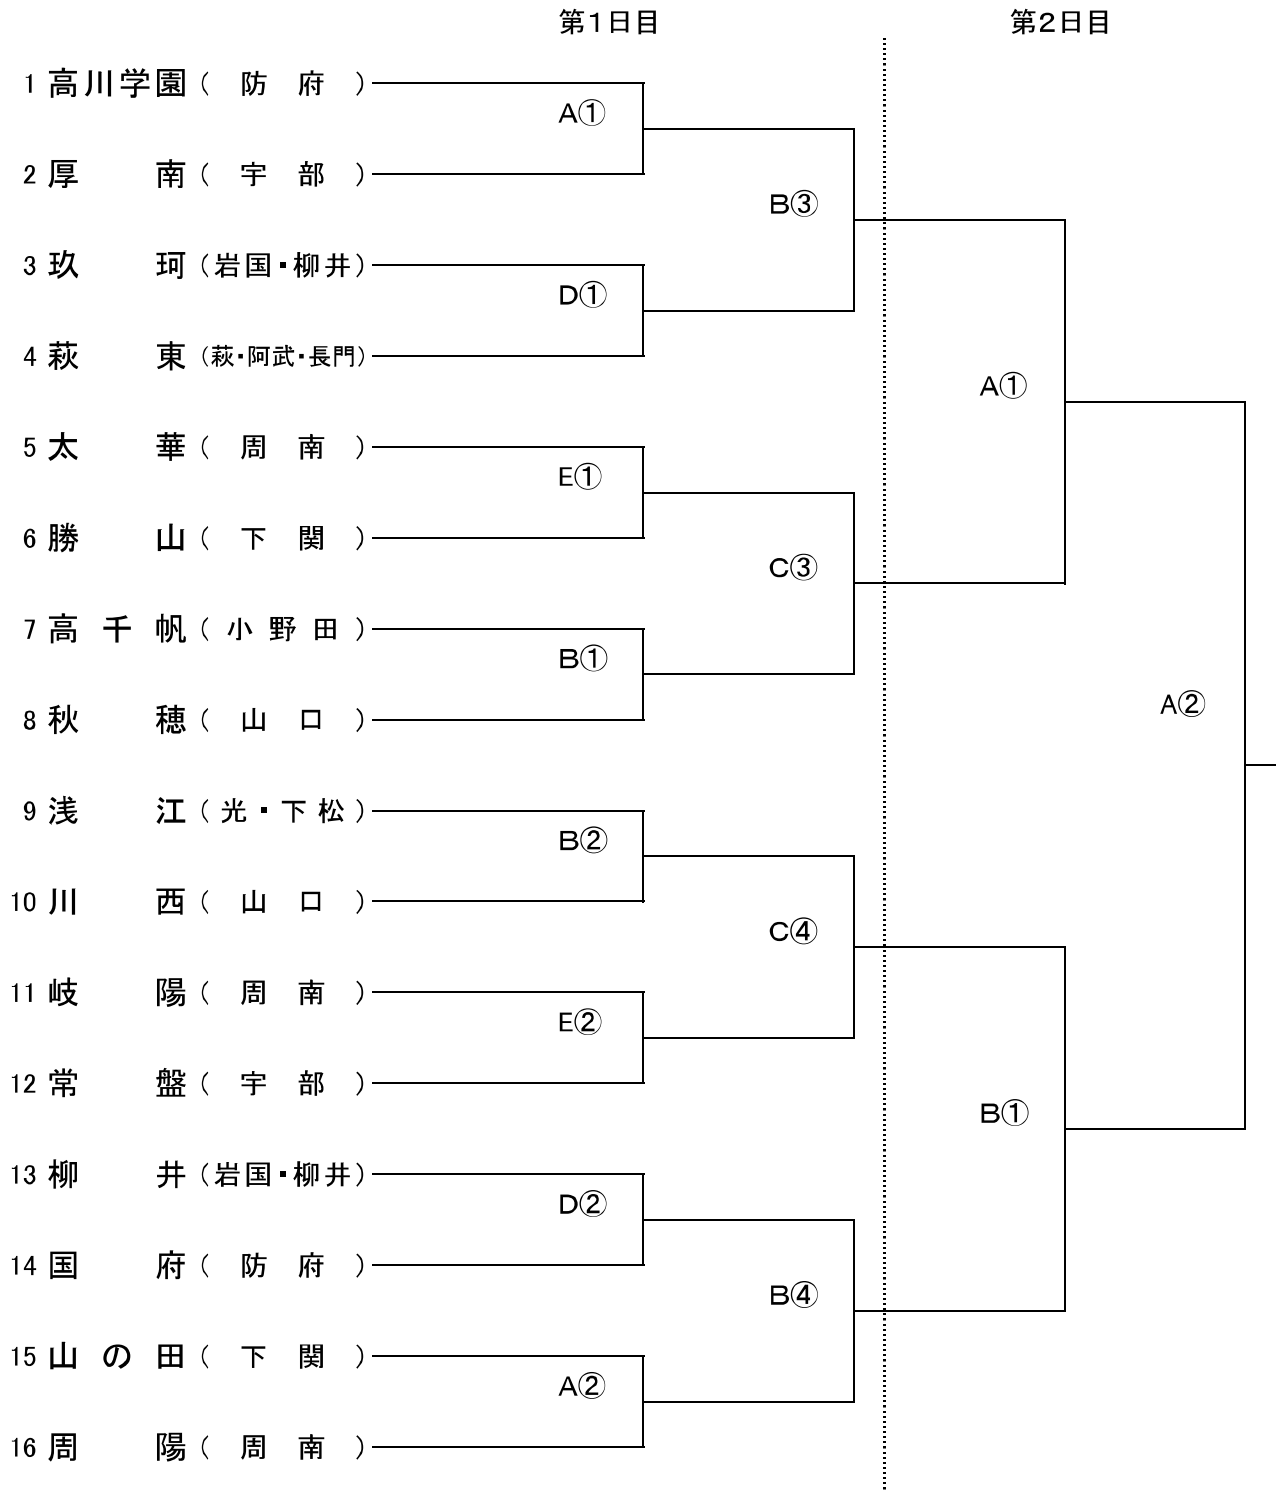 第１日目 第２日目
1 高川学園 （ 防 府 ）
A①
2 厚 南 （ 宇 部 ）
B③
3 玖 珂 （岩国・柳井）
D①
4 萩 東 （萩・阿武・長門）
A①
5 太 華 （ 周 南 ）
E①
6 勝 山 （ 下 関 ）
C③
7 高 千 帆 （ 小 野 田 ）
B①
8 秋 穂 （ 山 口 ）
A②
9 浅 江 （ 光 ・ 下 松 ）
B②
10 川 西 （ 山 口 ）
C④
11 岐 陽 （ 周 南 ）
E②
12 常 盤 （ 宇 部 ）
B①
13 柳 井 （岩国・柳井）
D②
14 国 府 （ 防 府 ）
B④
15 山 の 田 （ 下 関 ）
A②
16 周 陽 （ 周 南 ）